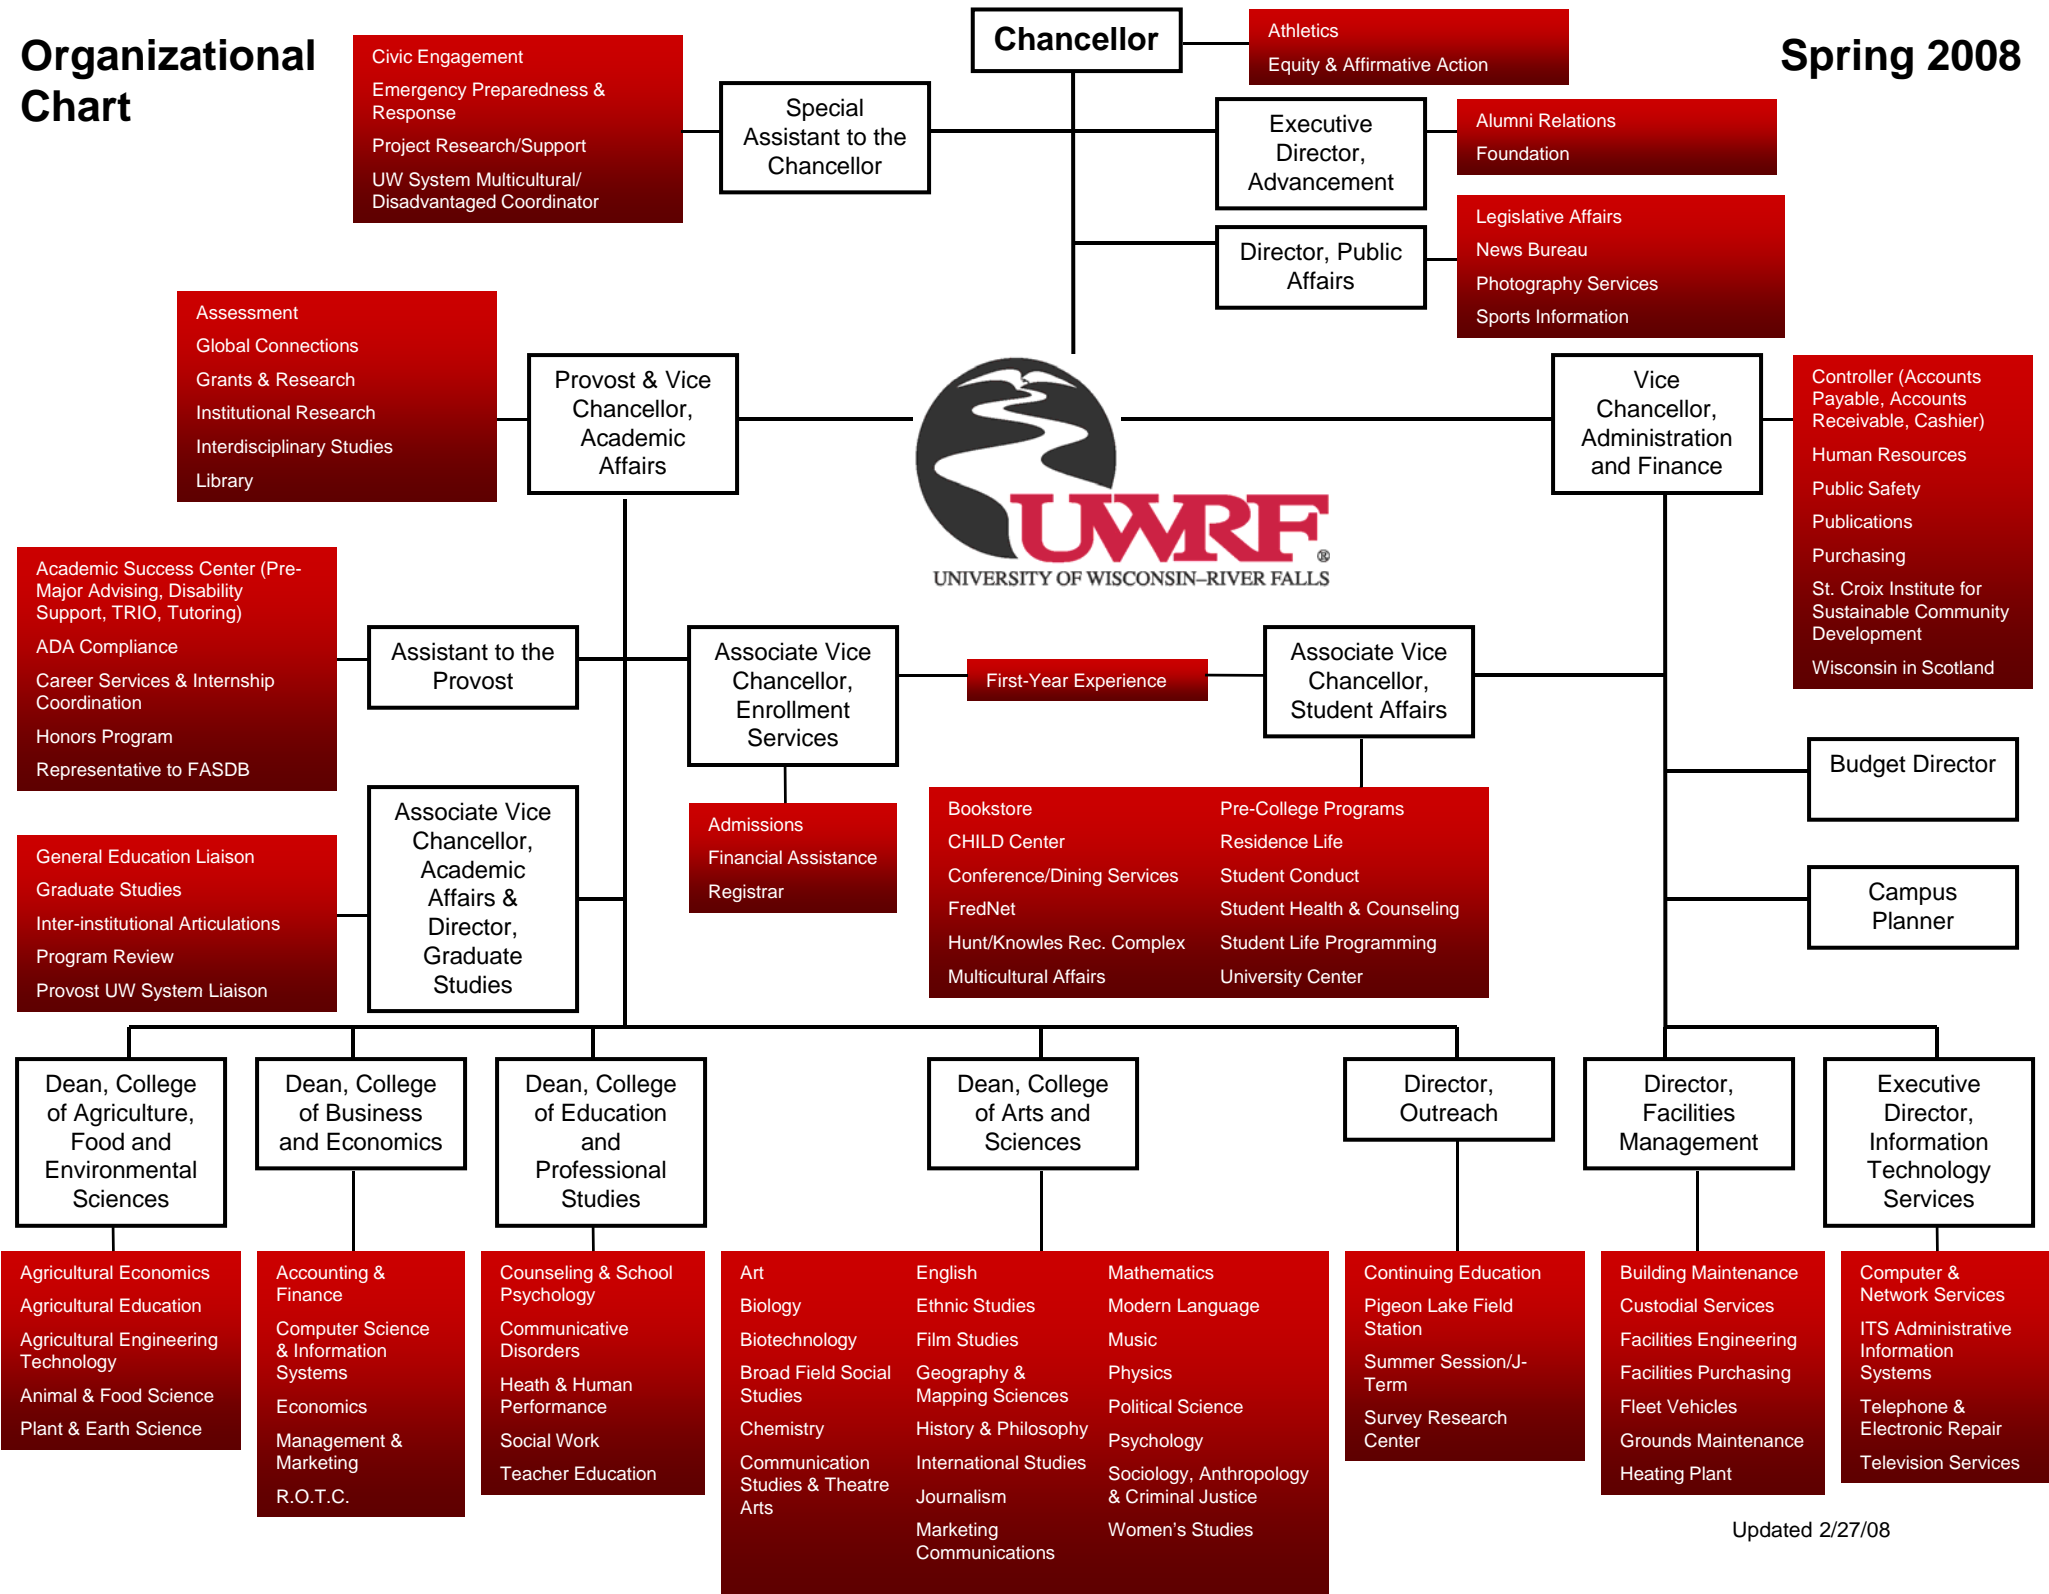 Organizational
Chart
Spring 2008
Chancellor
Athletics
Equity & Affirmative Action
Civic Engagement
Emergency Preparedness &
Response
Project Research/Support
UW System Multicultural/
Disadvantaged Coordinator
Special
Assistant to the
Chancellor
Executive
Director,
Advancement
Alumni Relations
Foundation
Director, Public
Affairs
Legislative Affairs
News Bureau
Photography Services
Sports Information
Assessment
Global Connections
Grants & Research
Institutional Research
Interdisciplinary Studies
Library
Provost & Vice
Chancellor,
Academic
Affairs
UWRF®
UNIVERSITY OF WISCONSIN–RIVER FALLS
Vice
Chancellor,
Administration
and Finance
Controller (Accounts
Payable, Accounts
Receivable, Cashier)
Human Resources
Public Safety
Publications
Purchasing
St. Croix Institute for
Sustainable Community
Development
Wisconsin in Scotland
Academic Success Center (Pre-
Major Advising, Disability
Support, TRIO, Tutoring)
ADA Compliance
Career Services & Internship
Coordination
Honors Program
Representative to FASDB
Assistant to the
Provost
Associate Vice
Chancellor,
Enrollment
Services
First-Year Experience
Associate Vice
Chancellor,
Student Affairs
Budget Director
Campus
Planner
General Education Liaison
Graduate Studies
Inter-institutional Articulations
Program Review
Provost UW System Liaison
Associate Vice
Chancellor,
Academic
Affairs &
Director,
Graduate
Studies
Admissions
Financial Assistance
Registrar
Bookstore
CHILD Center
Conference/Dining Services
FredNet
Hunt/Knowles Rec. Complex
Multicultural Affairs
Pre-College Programs
Residence Life
Student Conduct
Student Health & Counseling
Student Life Programming
University Center
Dean, College
of Agriculture,
Food and
Environmental
Sciences
Dean, College
of Business
and Economics
Dean, College
of Education
and
Professional
Studies
Dean, College
of Arts and
Sciences
Director,
Outreach
Director,
Facilities
Management
Executive
Director,
Information
Technology
Services
Agricultural Economics
Agricultural Education
Agricultural Engineering
Technology
Animal & Food Science
Plant & Earth Science
Accounting &
Finance
Computer Science
& Information
Systems
Economics
Management &
Marketing
R.O.T.C.
Counseling & School
Psychology
Communicative
Disorders
Heath & Human
Performance
Social Work
Teacher Education
Art
Biology
Biotechnology
Broad Field Social
Studies
Chemistry
Communication
Studies & Theatre
Arts
English
Ethnic Studies
Film Studies
Geography &
Mapping Sciences
History & Philosophy
International Studies
Journalism
Marketing
Communications
Mathematics
Modern Language
Music
Physics
Political Science
Psychology
Sociology, Anthropology
& Criminal Justice
Women's Studies
Continuing Education
Pigeon Lake Field
Station
Summer Session/J-
Term
Survey Research
Center
Building Maintenance
Custodial Services
Facilities Engineering
Facilities Purchasing
Fleet Vehicles
Grounds Maintenance
Heating Plant
Computer &
Network Services
ITS Administrative
Information
Systems
Telephone &
Electronic Repair
Television Services
Updated 2/27/08